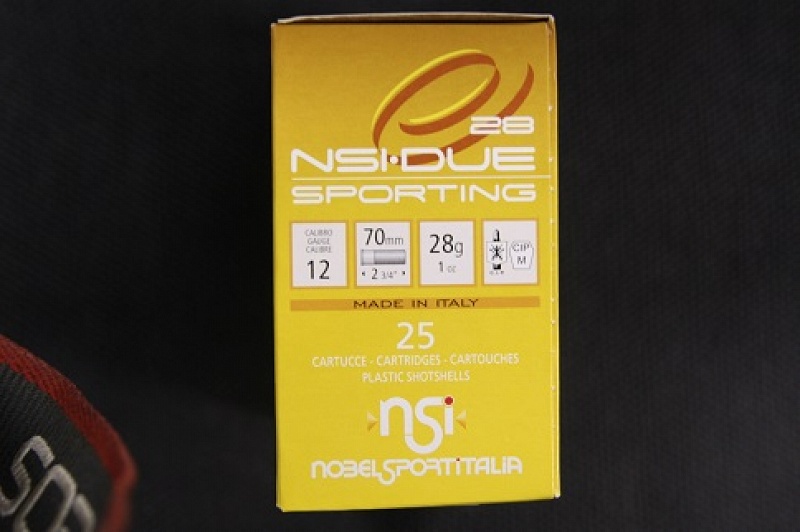 28
NSI·DUE
SPORTING
CALIBRO
GAUGE
CALIBRE
12
70mm
2 3/4"
28g
1 oz
CIP
M
MADE IN ITALY
25
CARTUCCE - CARTRIDGES - CARTOUCHES
PLASTIC SHOTSHELLS
nsi
NOBELSPORTITALIA